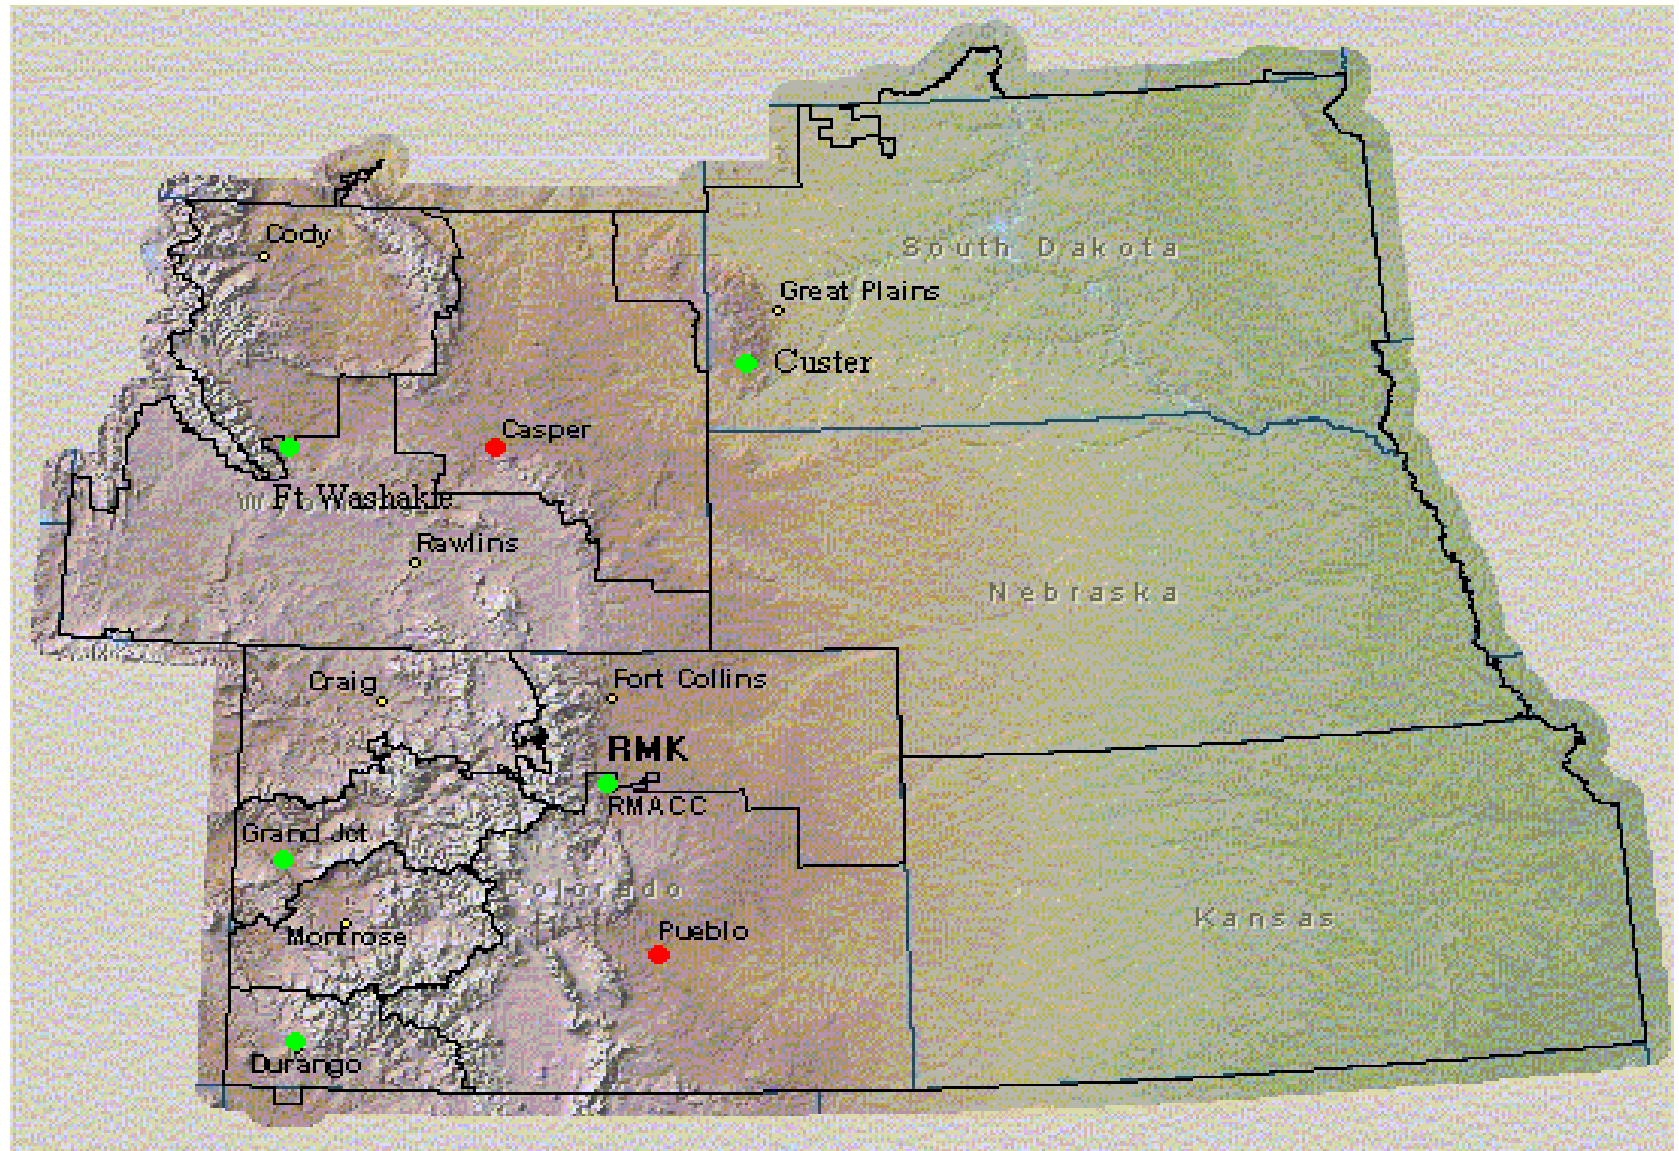 Cody
South Dakota
Great Plains
Custer
Casper
Ft. Washakie
Rawlins
Nebraska
Craig
Fort Collins
RMK
RMACC
Grand Jct
Colorado
Kansas
Montrose
Pueblo
Durango